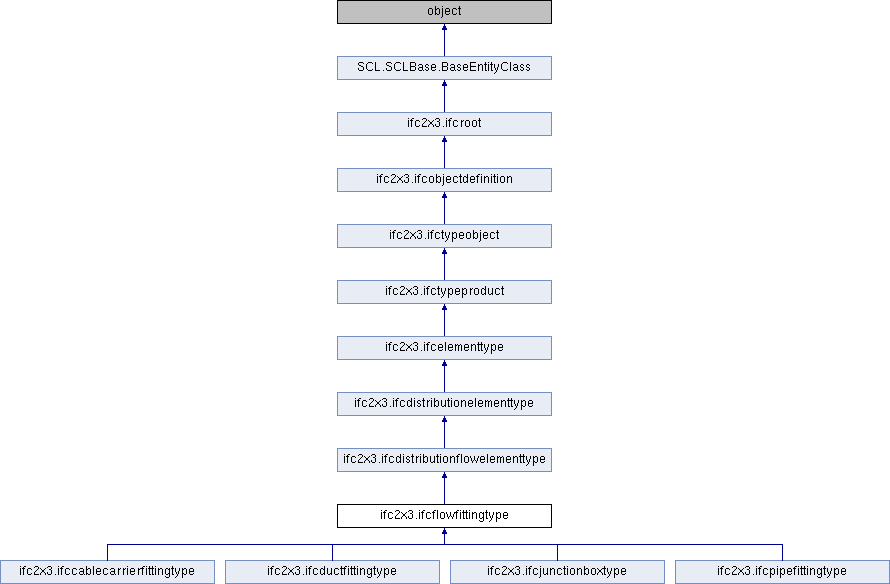 object
SCL.SCLBase.BaseEntityClass
ifc2x3.ifcroot
ifc2x3.ifcobjectdefinition
ifc2x3.ifctypeobject
ifc2x3.ifctypeproduct
ifc2x3.ifcelementtype
ifc2x3.ifcdistributionelementtype
ifc2x3.ifcdistributionflowelementtype
ifc2x3.ifcflowfittingtype
ifc2x3.ifccablecarrierfittingtype
ifc2x3.ifcductfittingtype
ifc2x3.ifcjunctionboxtype
ifc2x3.ifcpipefittingtype